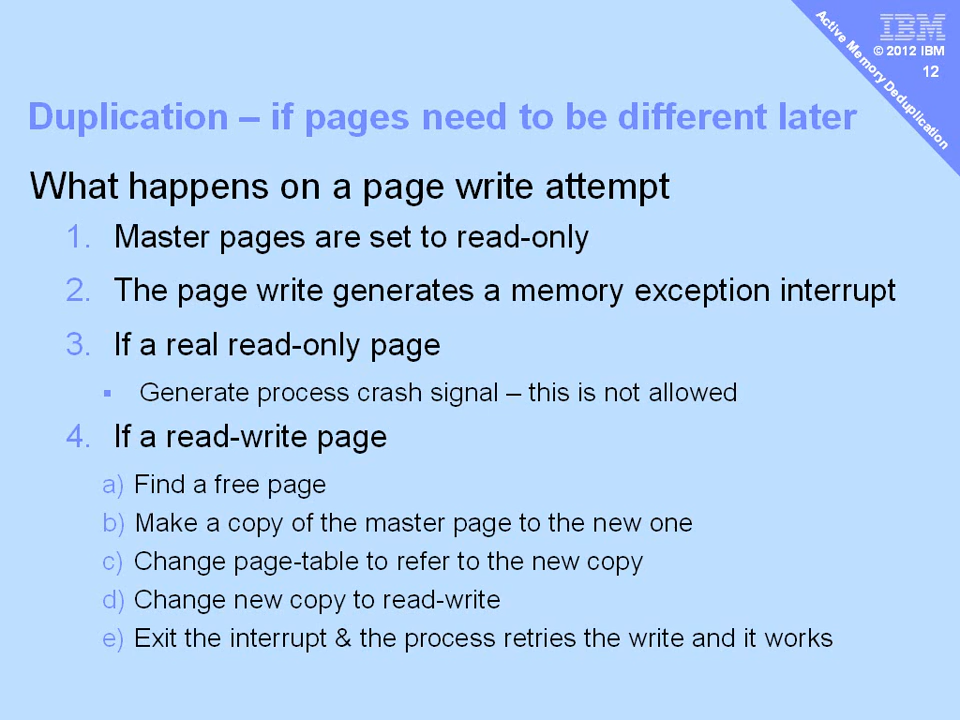 Active Memory Deduplication
IBM
© 2012 IBM
12
Duplication – if pages need to be different later
What happens on a page write attempt
1. Master pages are set to read-only
2. The page write generates a memory exception interrupt
3. If a real read-only page
▪ Generate process crash signal – this is not allowed
4. If a read-write page
a) Find a free page
b) Make a copy of the master page to the new one
c) Change page-table to refer to the new copy
d) Change new copy to read-write
e) Exit the interrupt & the process retries the write and it works